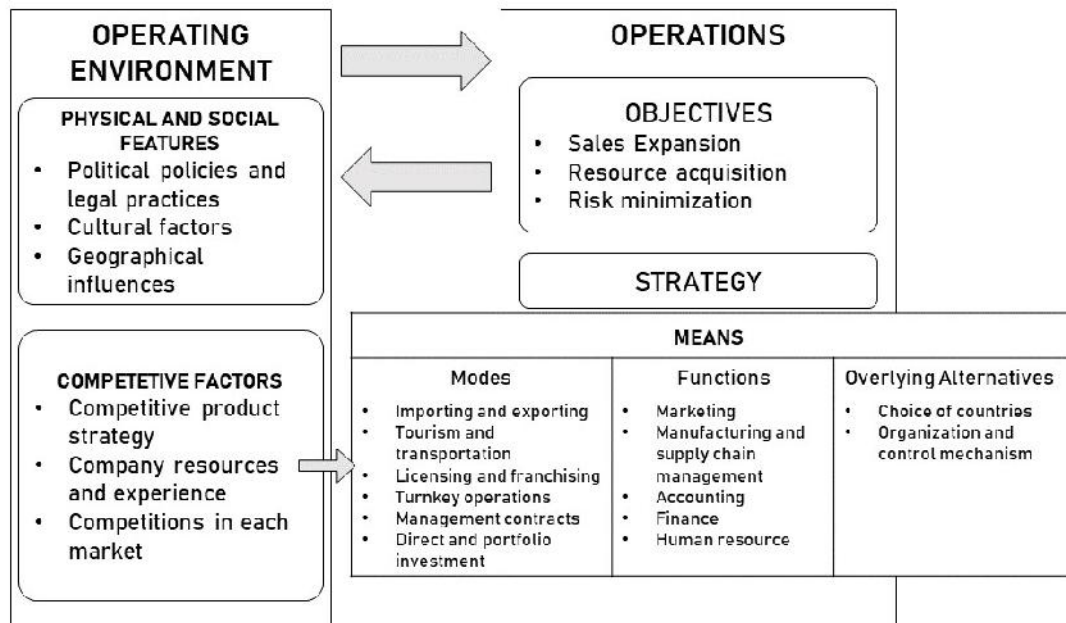 OPERATING
ENVIRONMENT
PHYSICAL AND SOCIAL
FEATURES
• Political policies and
legal practices
• Cultural factors
• Geographical
influences
COMPETETIVE FACTORS
• Competitive product
strategy
• Company resources
and experience
• Competitions in each
market
OPERATIONS
OBJECTIVES
• Sales Expansion
• Resource acquisition
• Risk minimization
STRATEGY
MEANS
Modes
• Importing and exporting
• Tourism and
transportation
• Licensing and franchising
• Turnkey operations
• Management contracts
• Direct and portfolio
investment
Functions
• Marketing
• Manufacturing and
supply chain
management
• Accounting
• Finance
• Human resource
Overlying Alternatives
• Choice of countries
• Organization and
control mechanism